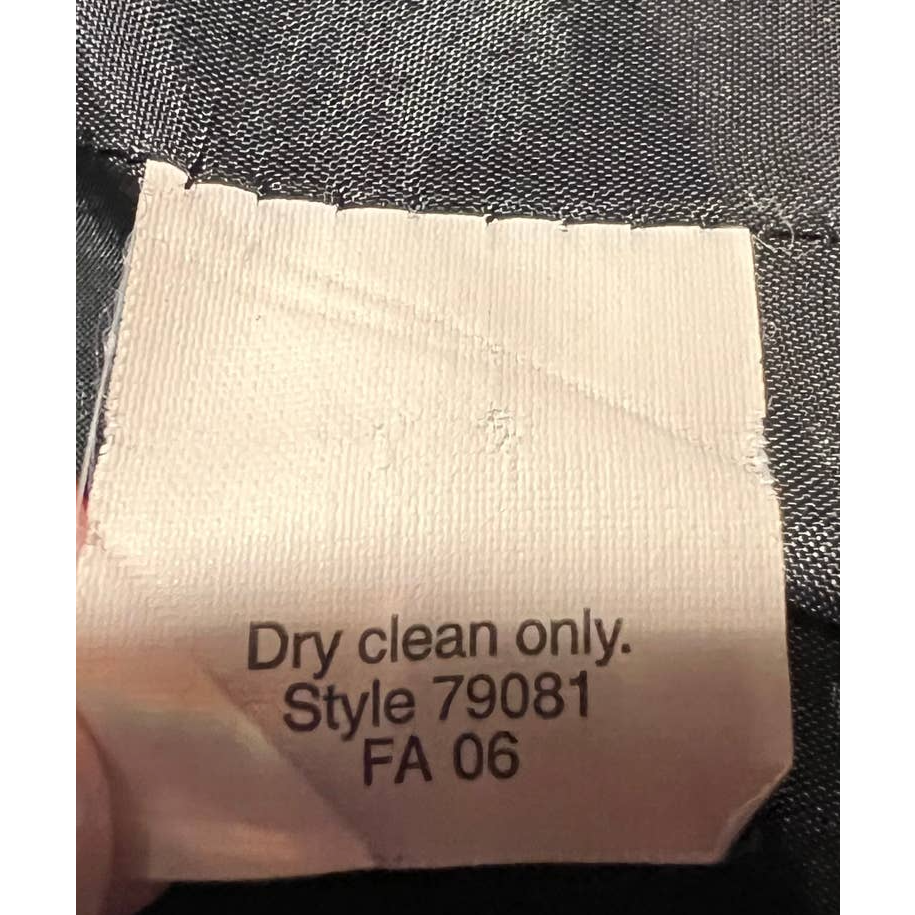 Dry clean only.
Style 79081
FA 06